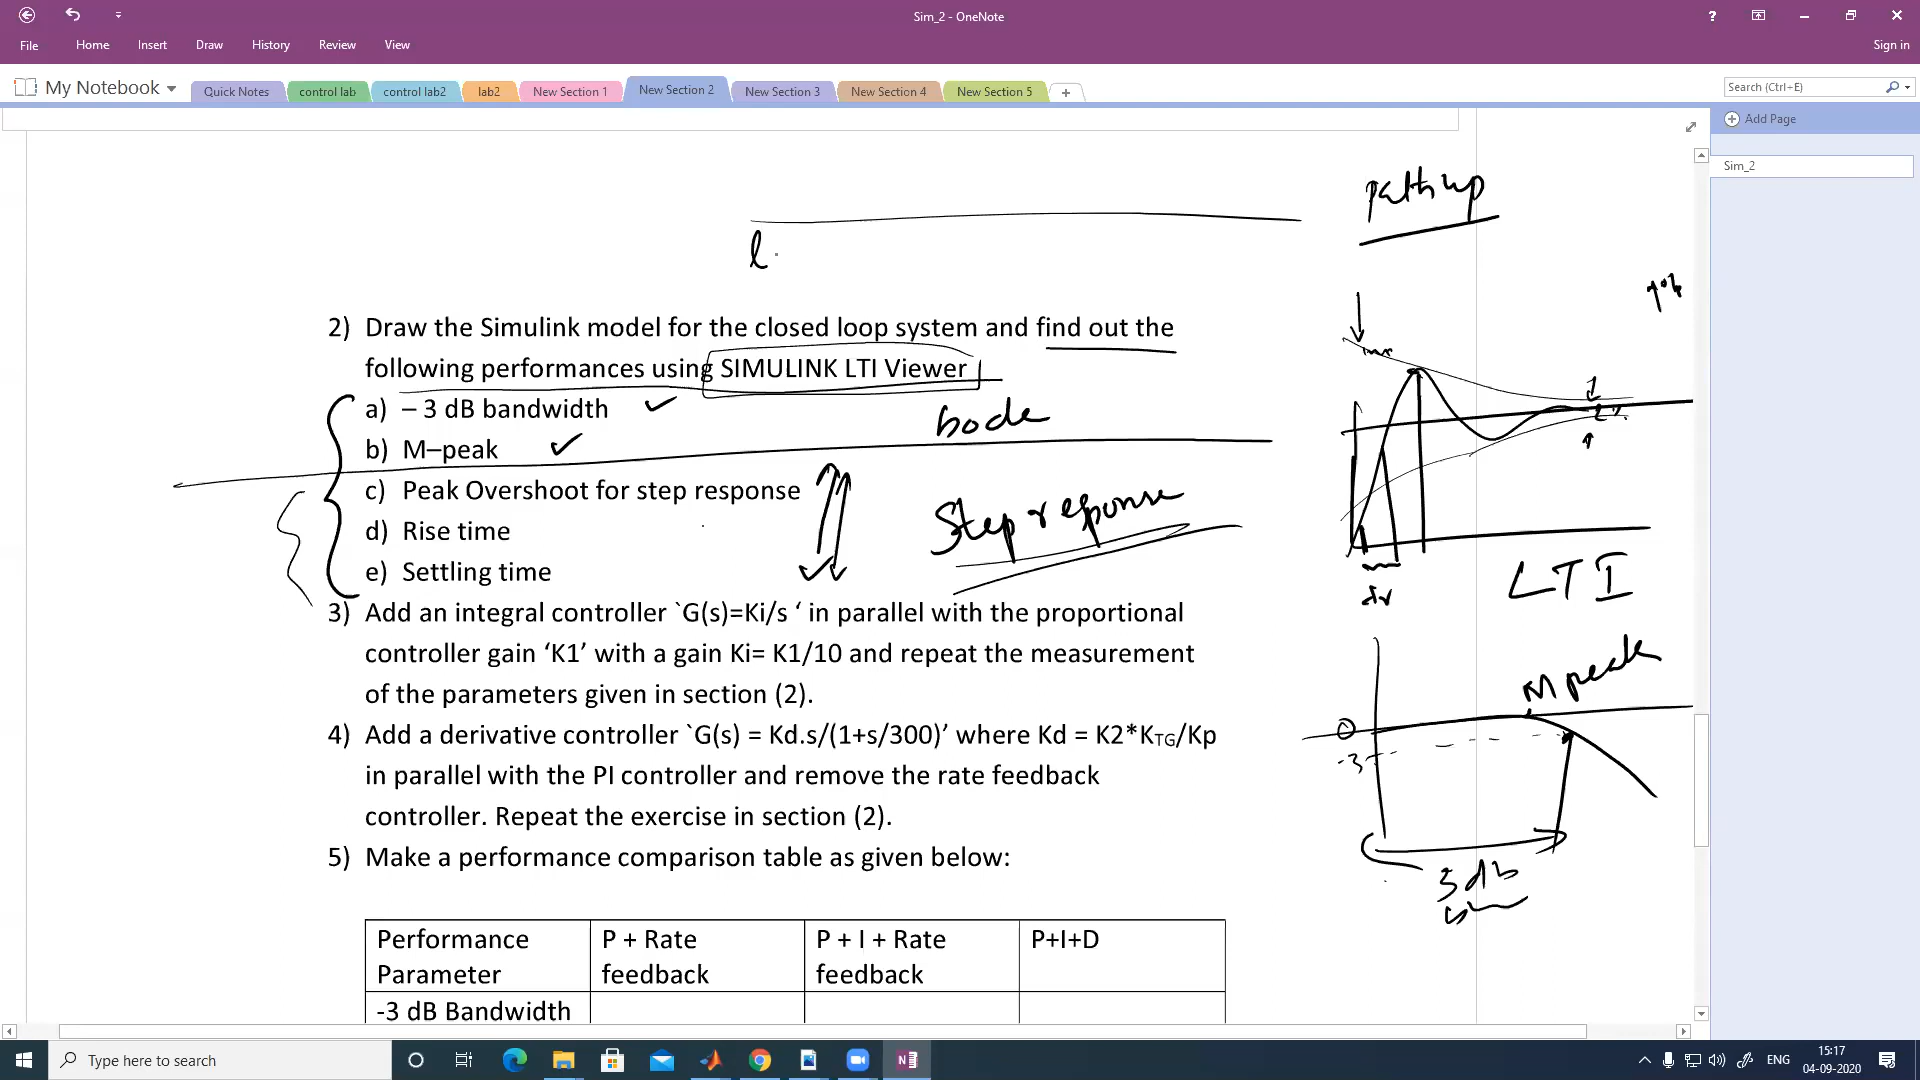 Sim_2 - OneNote
File Home Insert Draw History Review View Sign in
My Notebook Quick Notes control lab control lab2 lab2 New Section 1 New Section 2 New Section 3 New Section 4 New Section 5 Search (Ctrl+E)
Add Page
Sim_2
2) Draw the Simulink model for the closed loop system and find out the
following performances using SIMULINK LTI Viewer
a) – 3 dB bandwidth
bode
b) M–peak
c) Peak Overshoot for step response
Step response
d) Rise time
e) Settling time
LTI
3) Add an integral controller `G(s)=Ki/s ‘ in parallel with the proportional
controller gain ‘K1’ with a gain Ki= K1/10 and repeat the measurement
of the parameters given in section (2).
M peak
0
-3
4) Add a derivative controller `G(s) = Kd.s/(1+s/300)’ where Kd = K2*KTG/Kp
in parallel with the PI controller and remove the rate feedback
controller. Repeat the exercise in section (2).
5) Make a performance comparison table as given below:
3 db
Performance Parameter P + Rate feedback P + I + Rate feedback P+I+D
-3 dB Bandwidth
Type here to search
ENG
15:17
04-09-2020